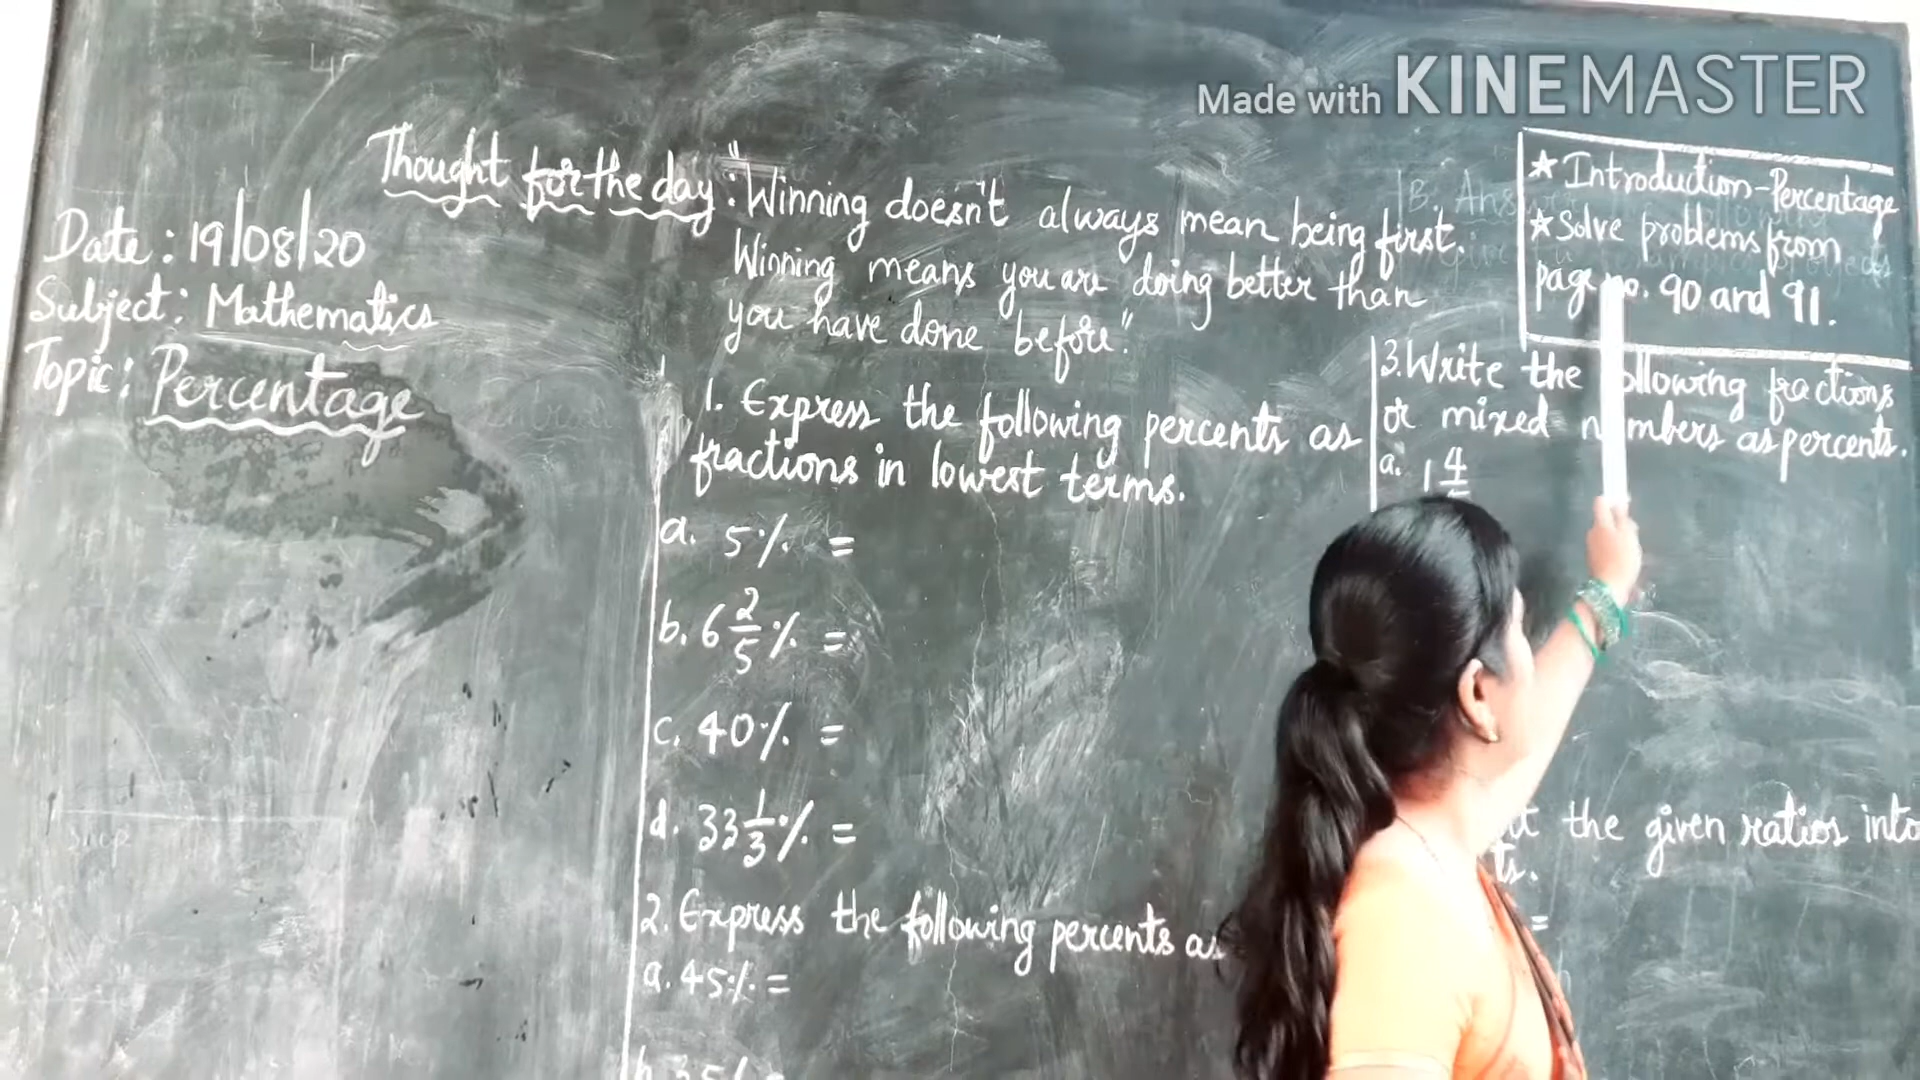 Made with KINEMASTER
Thought for the day: "Winning doesn't always mean being first.
Winning means you are doing better than
you have done before".
Date: 19/08/20
Subject: Mathematics
Topic: Percentage
★ Introduction-Percentage
★ Solve problems from
page no. 90 and 91.
1. Express the following percents as
fractions in lowest terms.
a. 5% =
b. 6 2/5 % =
c. 40% =
d. 33 1/3 % =
2. Express the following percents as
a. 45% =
b. 35% =
3. Write the following fractions
or mixed numbers as percents.
a. 1 4/
the given ratios into
=